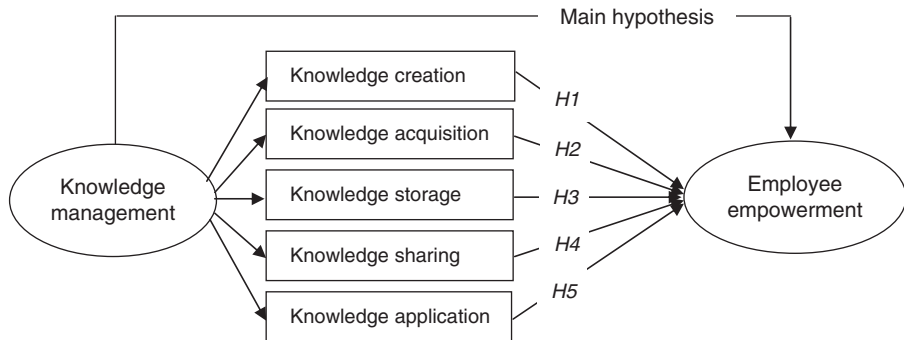 Main hypothesis
Knowledge creation
H1
Knowledge acquisition
H2
Knowledge
management
Knowledge storage
H3
Employee
empowerment
Knowledge sharing
H4
H5
Knowledge application